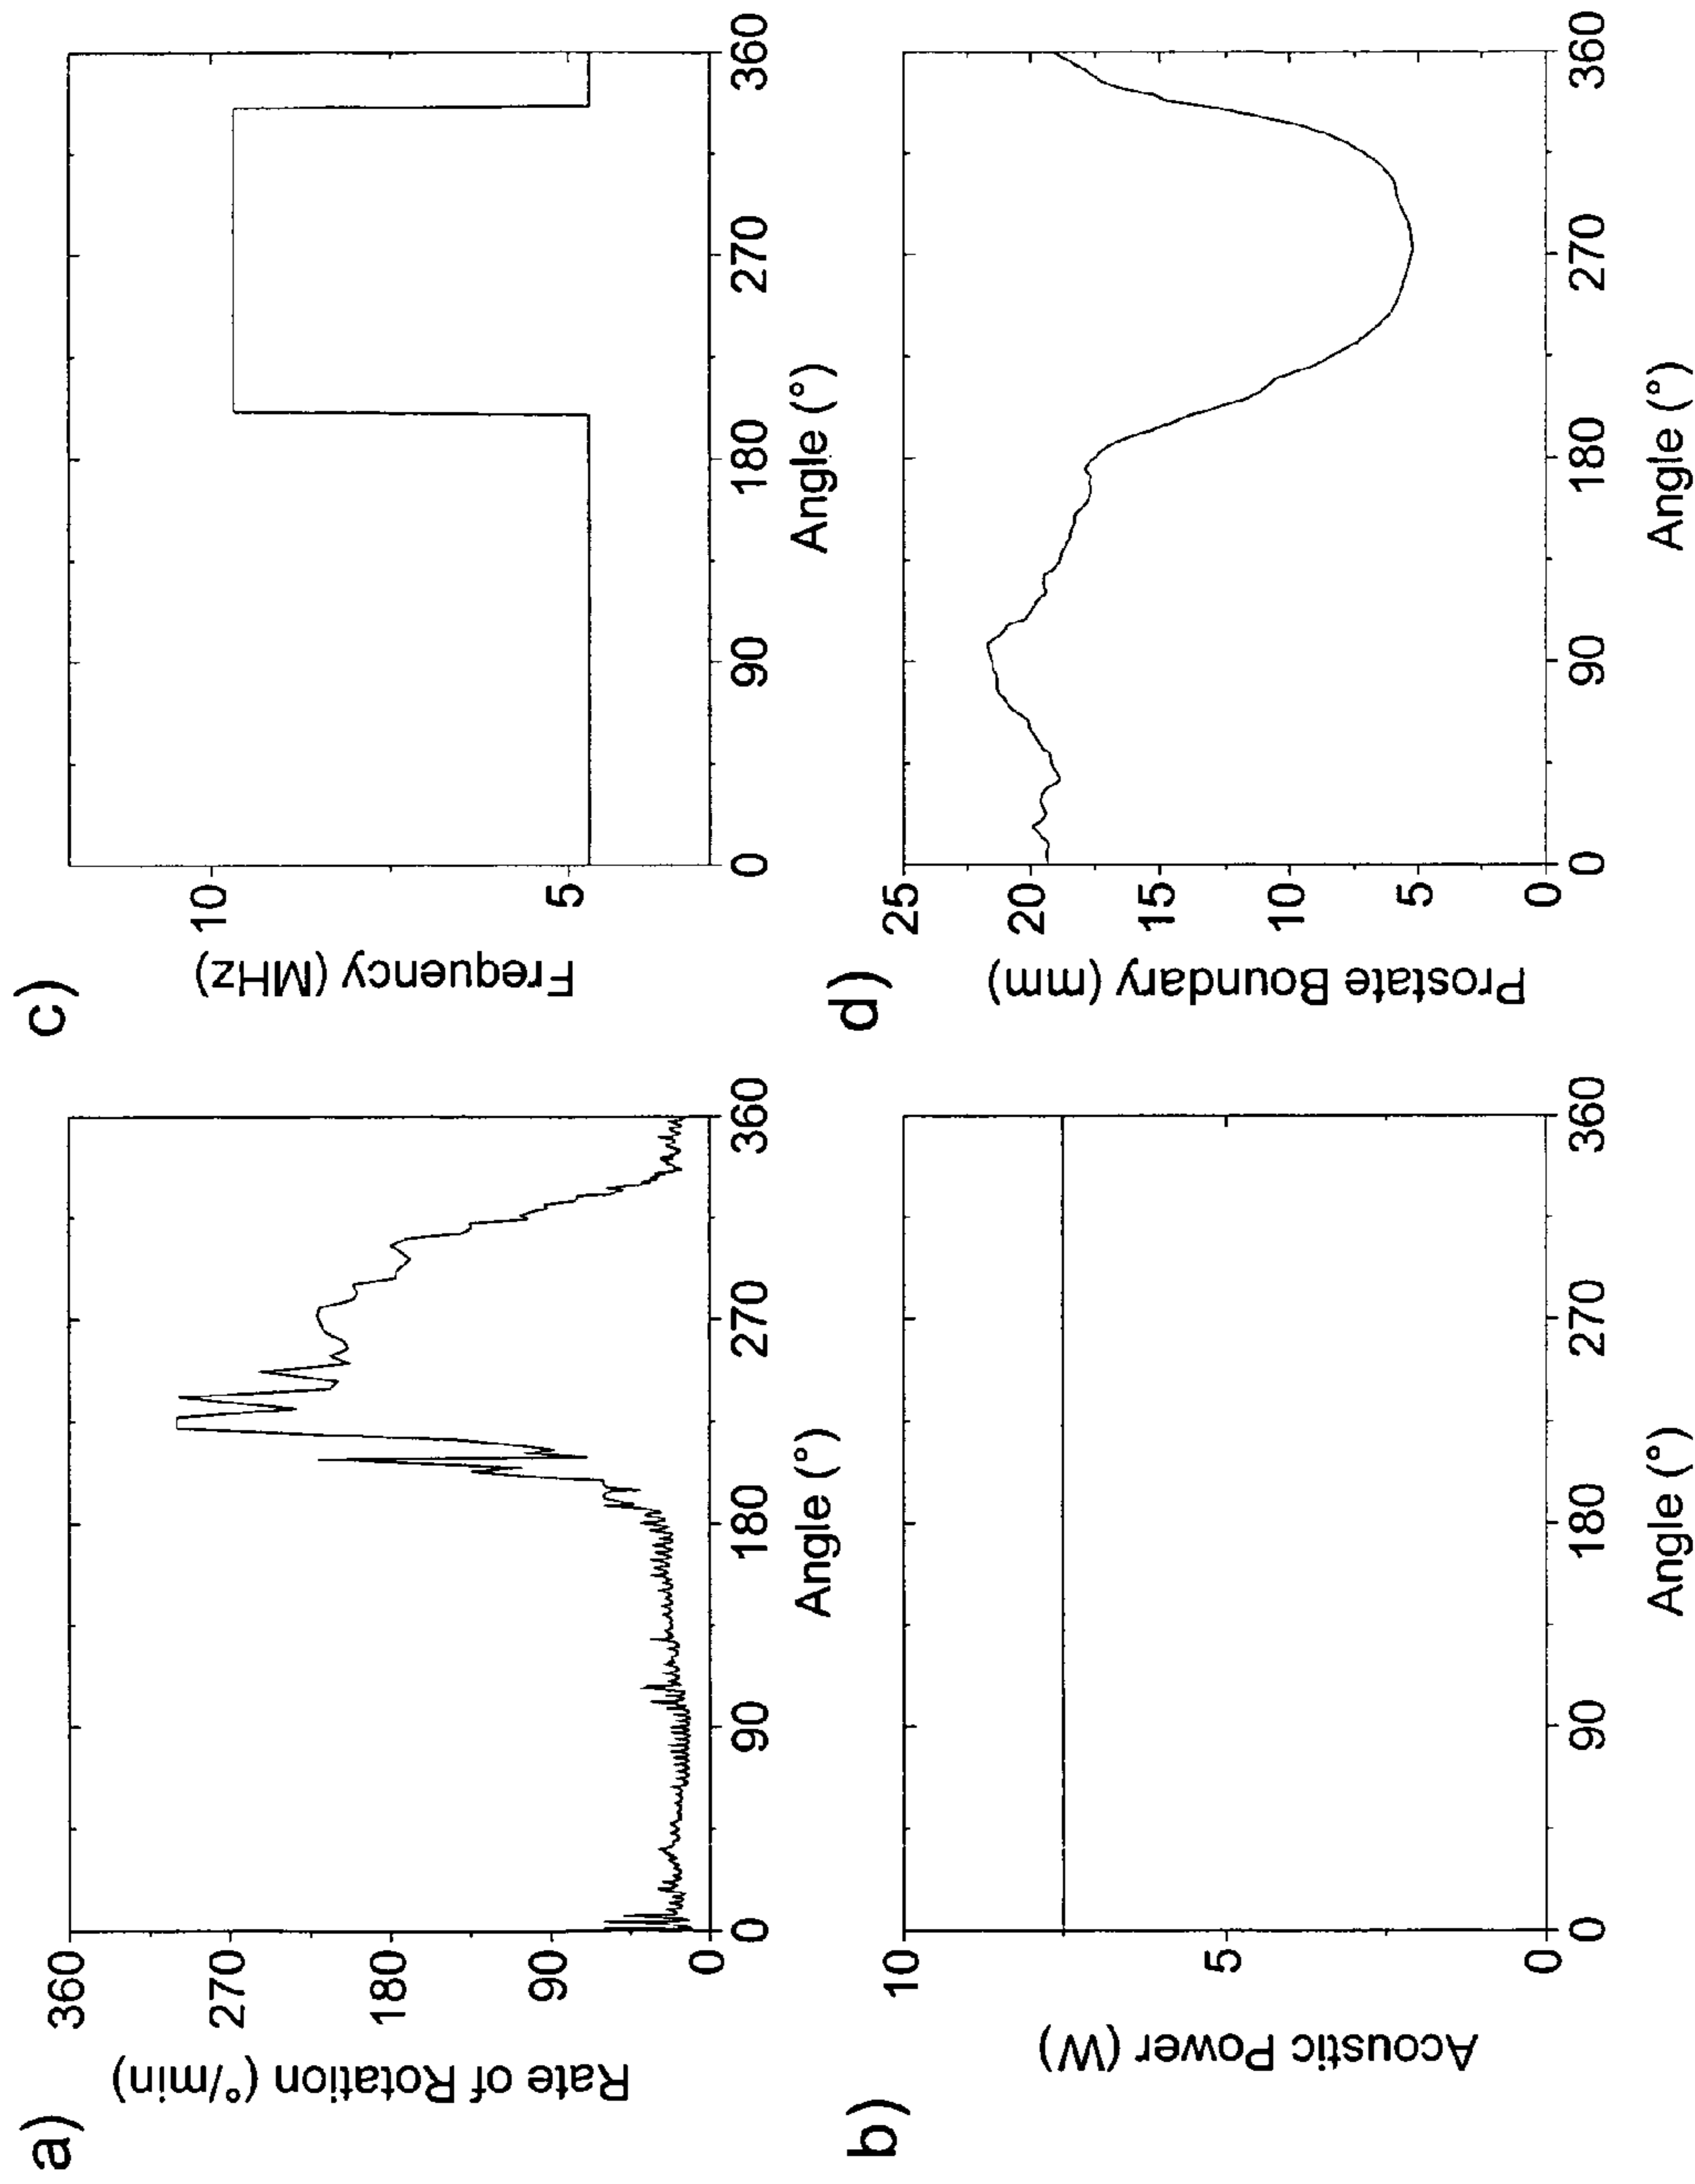 a)
Rate of Rotation (°/min)
360
270
180
90
0
0 90 180 270 360
Angle (°)
c)
Frequency (MHz)
10
5
0 90 180 270 360
Angle (°)
b)
Acoustic Power (W)
10
5
0
0 90 180 270 360
Angle (°)
d)
Prostate Boundary (mm)
25
20
15
10
5
0
0 90 180 270 360
Angle (°)